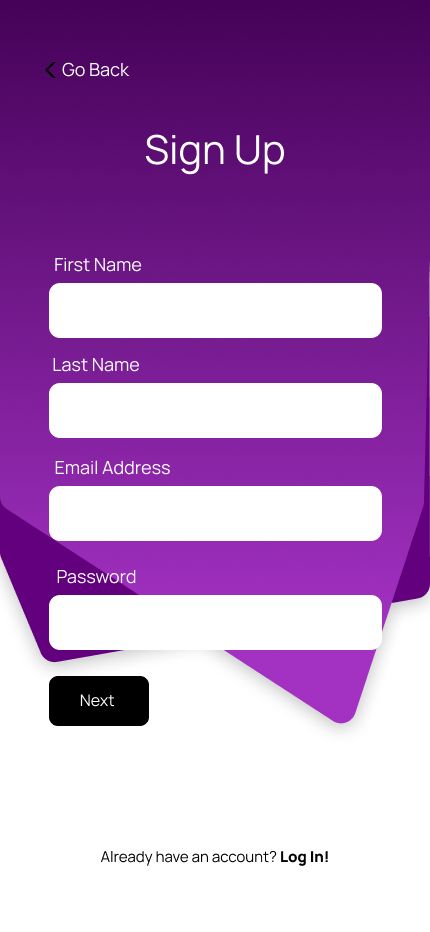 Go Back
Sign Up
First Name
Last Name
Email Address
Password
Next
Already have an account? Log In!